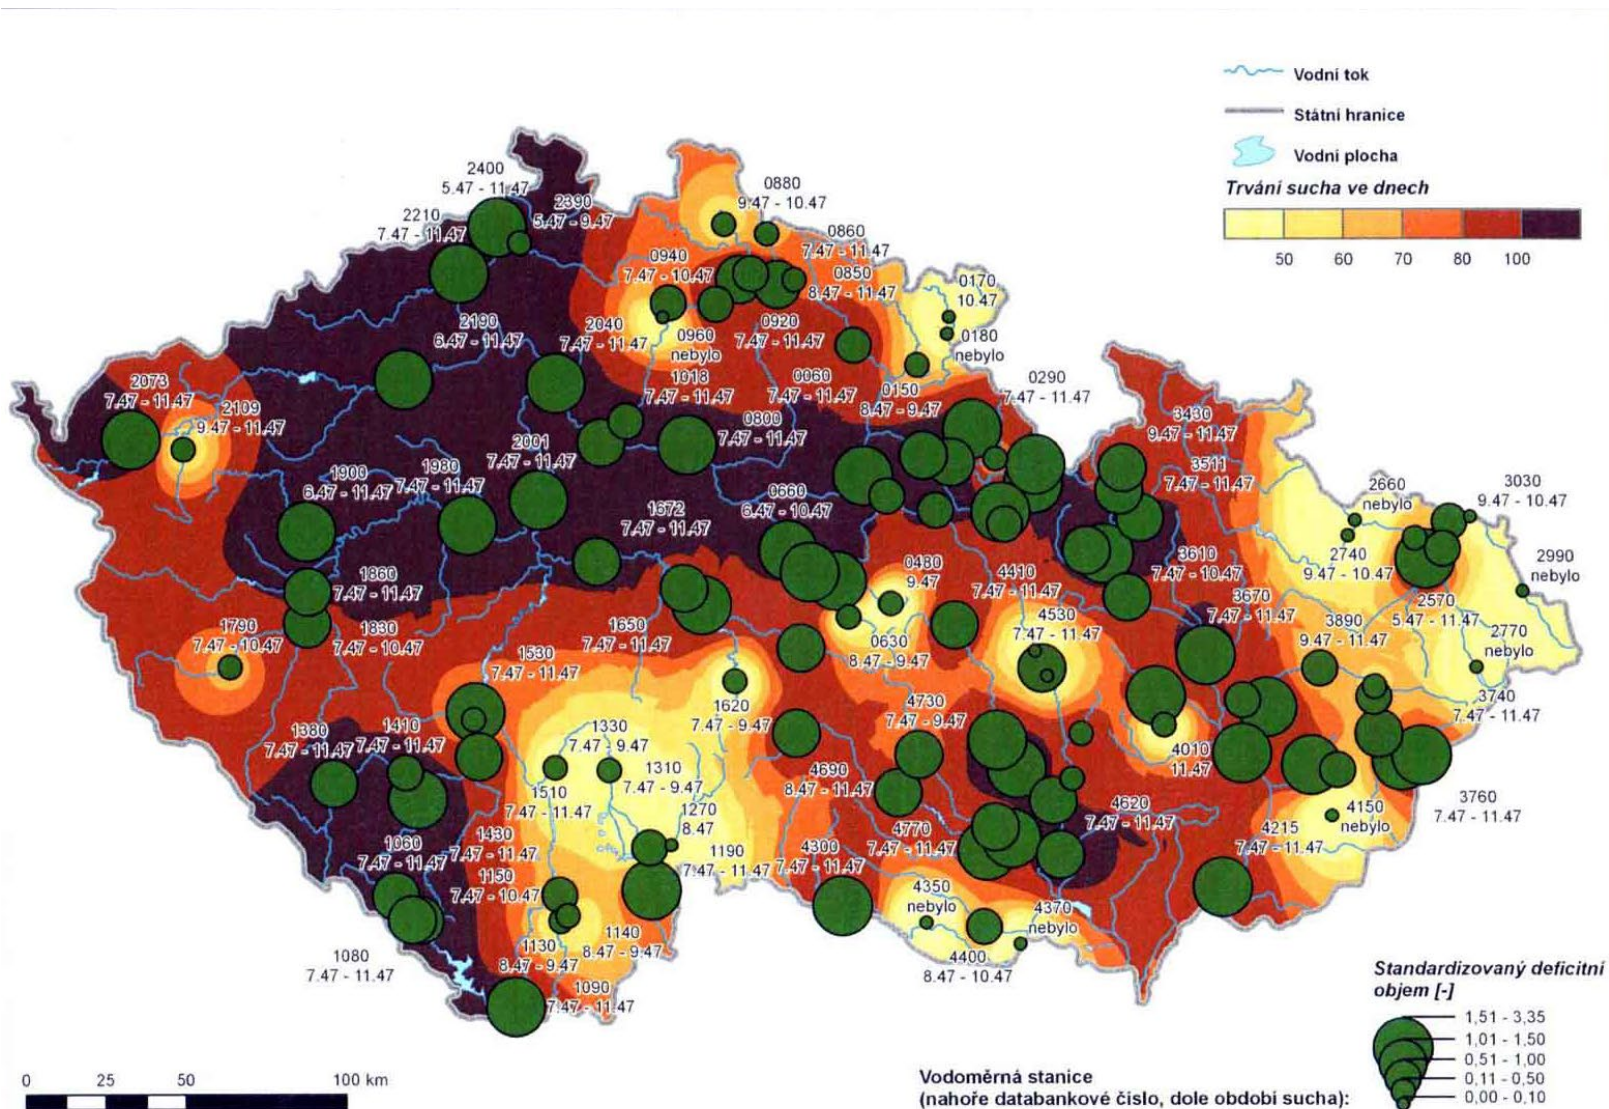 Vodní tok
Státní hranice
Vodní plocha
Trvání sucha ve dnech
50 60 70 80 100
2400
5.47 - 11.47
2390
5.47 - 9.47
2210
7.47 - 11.47
0880
9.47 - 10.47
0860
7.47 - 11.47
0850
8.47 - 11.47
0940
7.47 - 10.47
0170
10.47
0180
nebylo
2190
6.47 - 11.47
2040
7.47 - 11.47
0960
nebylo
0920
7.47 - 11.47
1018
7.47 - 11.47
0060
7.47 - 11.47
0150
8.47 - 9.47
0290
7.47 - 11.47
2073
7.47 - 11.47
2109
9.47 - 11.47
2001
7.47 - 11.47
0800
7.47 - 11.47
3430
9.47 - 11.47
3511
7.47 - 11.47
1900
6.47 - 11.47
1980
7.47 - 11.47
1672
7.47 - 11.47
0660
6.47 - 10.47
2660
nebylo
3030
9.47 - 10.47
2740
9.47 - 10.47
2990
nebylo
1860
7.47 - 11.47
0480
9.47
4410
7.47 - 11.47
3610
7.47 - 10.47
3670
7.47 - 11.47
2570
5.47 - 11.47
1790
7.47 - 10.47
1830
7.47 - 10.47
1650
7.47 - 11.47
0630
8.47 - 9.47
4530
7.47 - 11.47
3890
9.47 - 11.47
2770
nebylo
1530
7.47 - 11.47
1620
7.47 - 9.47
4730
7.47 - 9.47
3740
7.47 - 11.47
1380
7.47 - 11.47
1410
7.47 - 11.47
1330
7.47 - 9.47
1310
7.47 - 9.47
4010
11.47
1510
7.47 - 11.47
1270
8.47
4690
8.47 - 11.47
4620
7.47 - 11.47
4150
nebylo
3760
7.47 - 11.47
1060
7.47 - 11.47
1430
7.47 - 11.47
1190
7.47 - 11.47
4300
7.47 - 11.47
4770
7.47 - 11.47
4215
7.47 - 11.47
1150
7.47 - 10.47
4350
nebylo
4370
nebylo
1080
7.47 - 11.47
1130
8.47 - 9.47
1140
8.47 - 9.47
4400
8.47 - 10.47
1090
7.47 - 11.47
Standardizovaný deficitní
objem [-]
1,51 - 3,35
1,01 - 1,50
0,51 - 1,00
0,11 - 0,50
0,00 - 0,10
0 25 50 100 km
Vodoměrná stanice
(nahoře databankové číslo, dole období sucha):